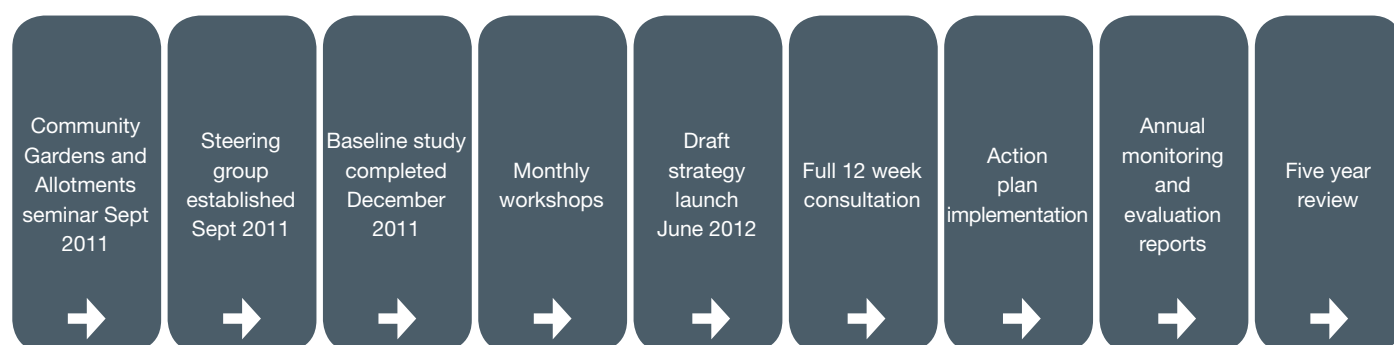 Community
Gardens and
Allotments
seminar Sept
2011
Steering
group
established
Sept 2011
Baseline study
completed
December
2011
Monthly
workshops
Draft
strategy
launch
June 2012
Full 12 week
consultation
Action
plan
implementation
Annual
monitoring
and
evaluation
reports
Five year
review